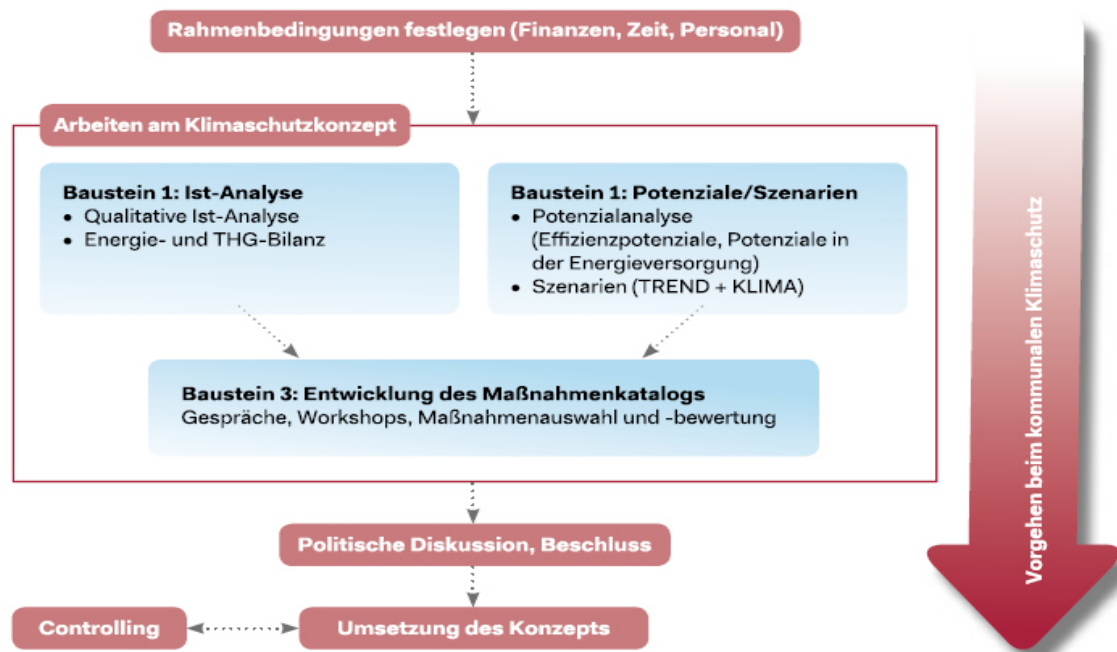 Rahmenbedingungen festlegen (Finanzen, Zeit, Personal)
Arbeiten am Klimaschutzkonzept
Baustein 1: Ist-Analyse
• Qualitative Ist-Analyse
• Energie- und THG-Bilanz
Baustein 1: Potenziale/Szenarien
• Potenzialanalyse
(Effizienzpotenziale, Potenziale in
der Energieversorgung)
• Szenarien (TREND + KLIMA)
Baustein 3: Entwicklung des Maßnahmenkatalogs
Gespräche, Workshops, Maßnahmenauswahl und -bewertung
Politische Diskussion, Beschluss
Controlling
Umsetzung des Konzepts
Vorgehen beim kommunalen Klimaschutz